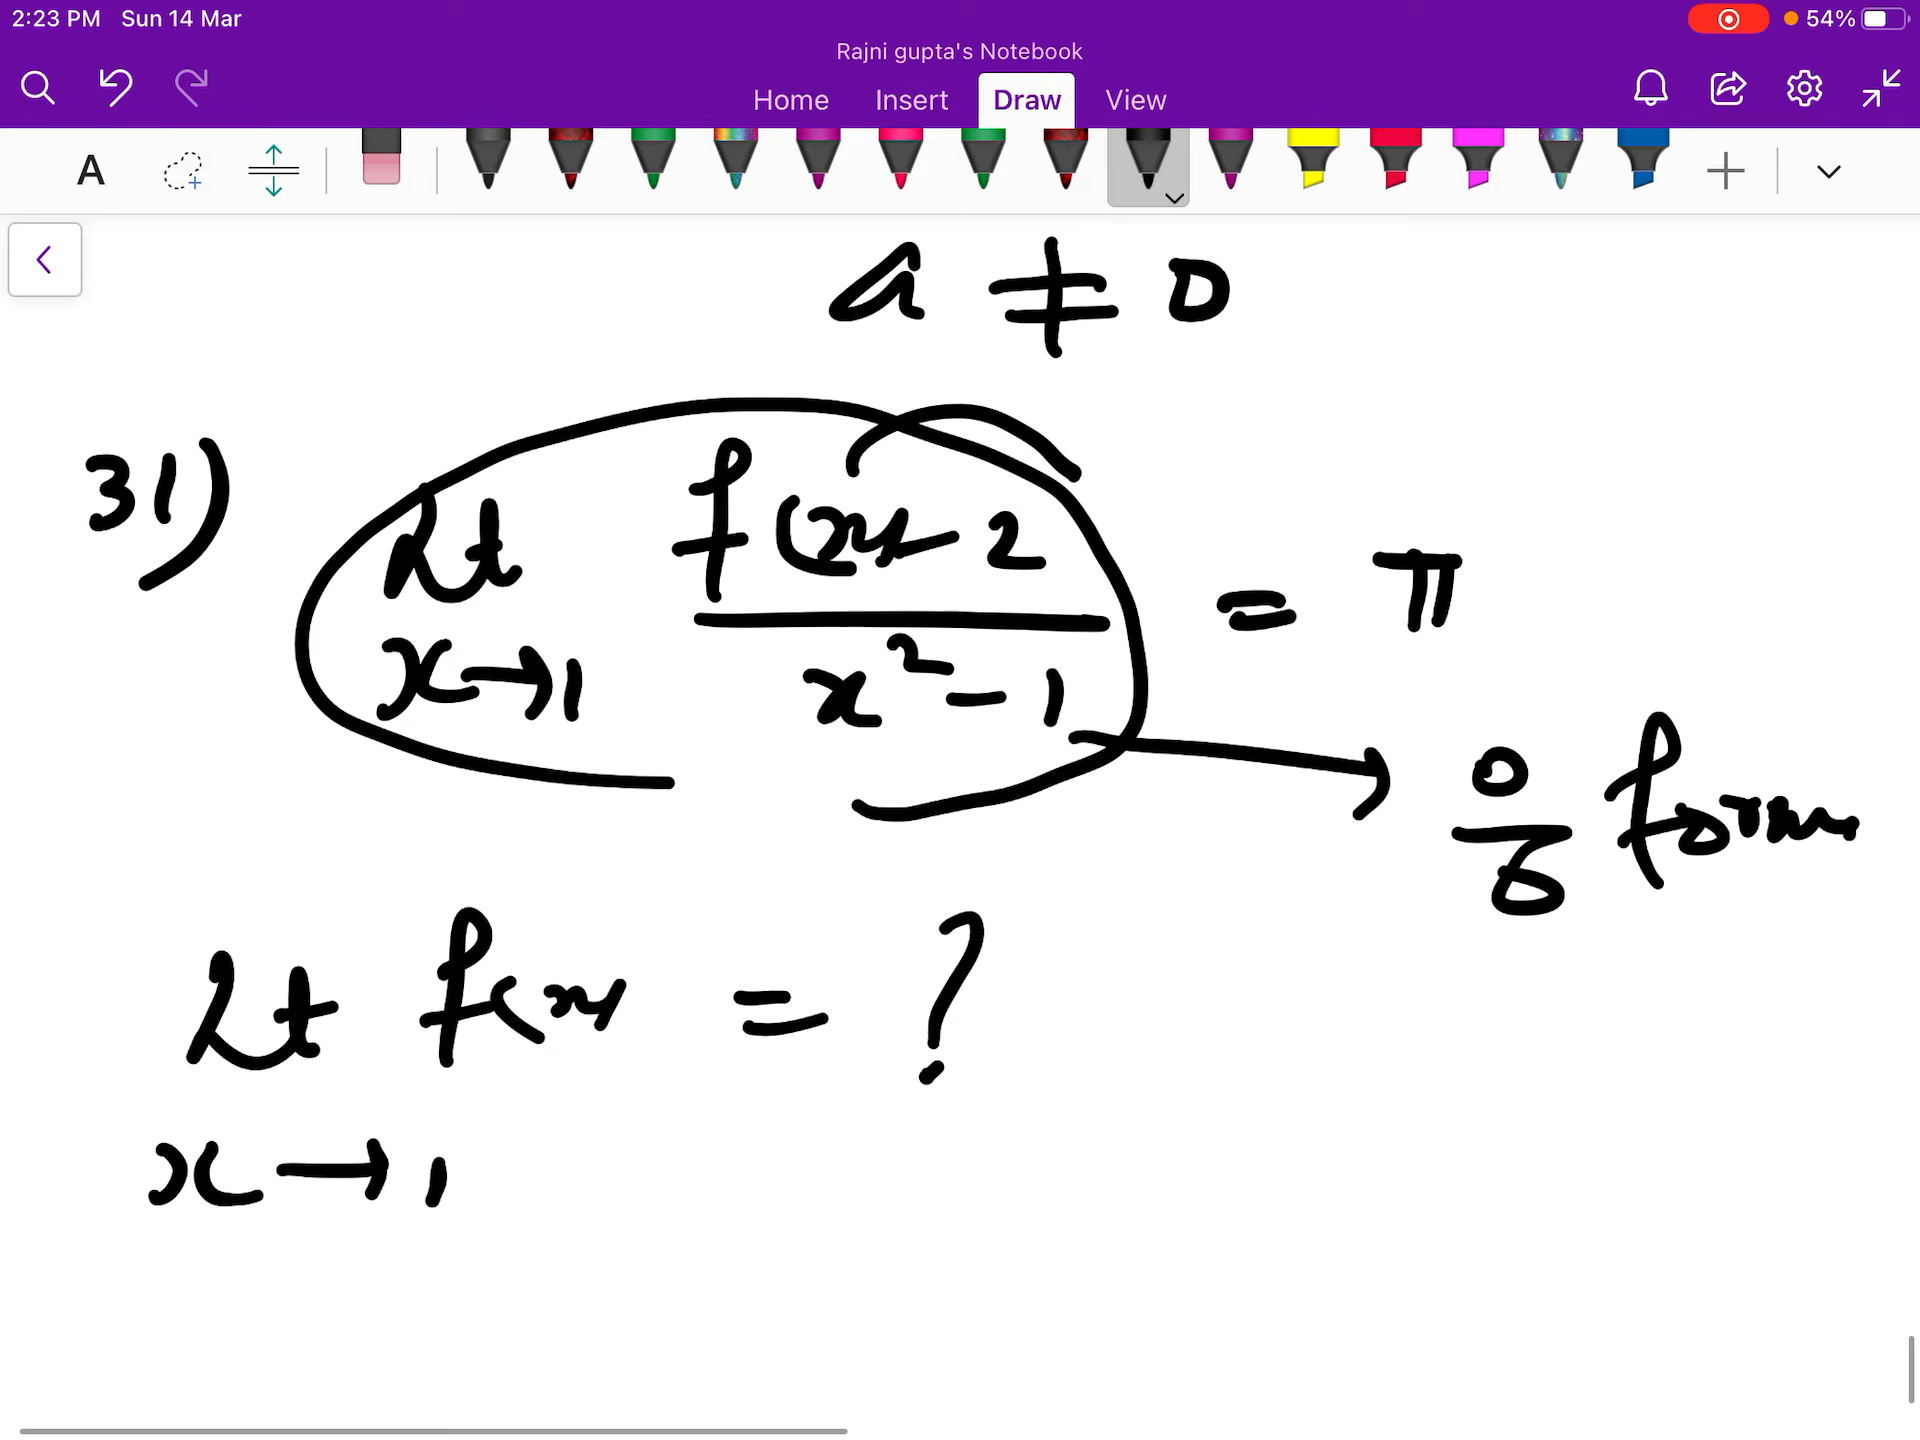 2:23 PM Sun 14 Mar
54%
Rajni gupta's Notebook
Home Insert Draw View
A
a ≠ 0
31) Lt f(x) - 2 = π
x→1 x² - 1
0/0 form
Lt f(x) = ?
x → 1